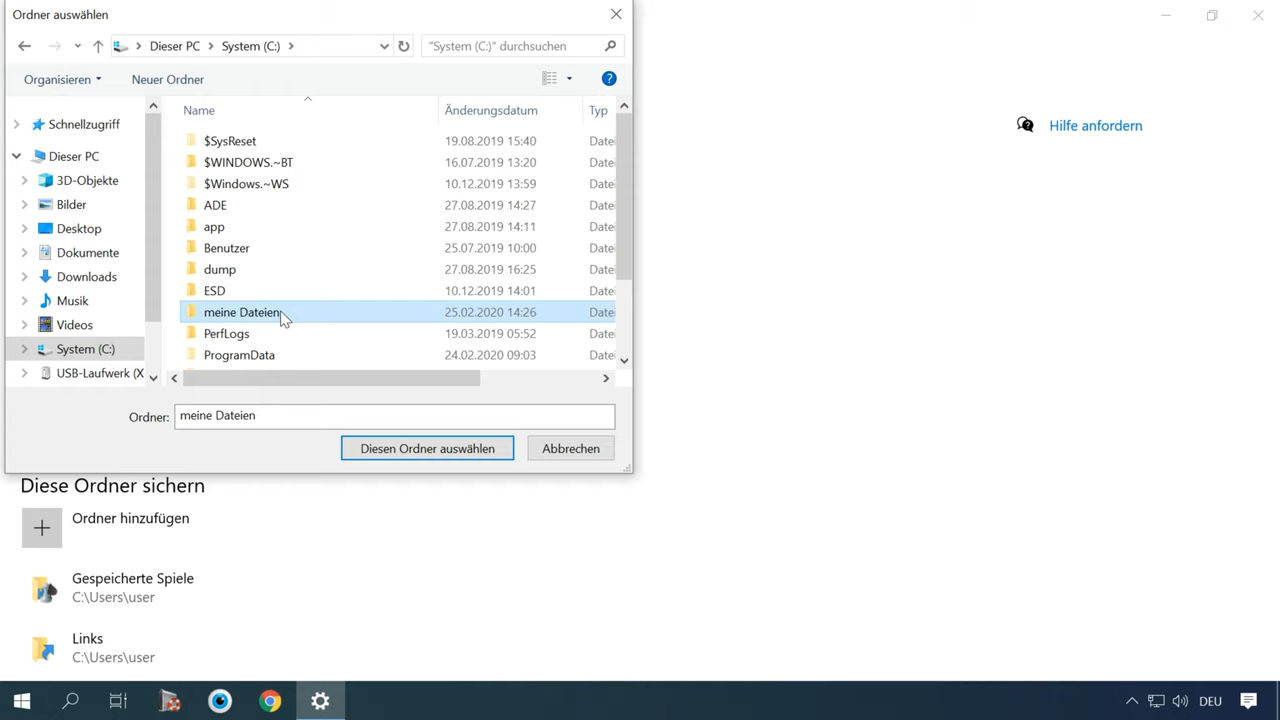 Ordner auswählen
Dieser PC System (C:)
"System (C:)" durchsuchen
Organisieren
Neuer Ordner
Name
Änderungsdatum
Typ
Schnellzugriff
Dieser PC
3D-Objekte
Bilder
Desktop
Dokumente
Downloads
Musik
Videos
System (C:)
USB-Laufwerk (X
$SysReset 19.08.2019 15:40 Datei
$WINDOWS.~BT 16.07.2019 13:20 Datei
$Windows.~WS 10.12.2019 13:59 Datei
ADE 27.08.2019 14:27 Datei
app 27.08.2019 14:11 Datei
Benutzer 25.07.2019 10:00 Datei
dump 27.08.2019 16:25 Datei
ESD 10.12.2019 14:01 Datei
meine Dateien 25.02.2020 14:26 Datei
PerfLogs 19.03.2019 05:52 Datei
ProgramData 24.02.2020 09:03 Datei
Ordner: meine Dateien
Diesen Ordner auswählen
Abbrechen
Hilfe anfordern
Diese Ordner sichern
Ordner hinzufügen
Gespeicherte Spiele
C:\Users\user
Links
C:\Users\user
DEU